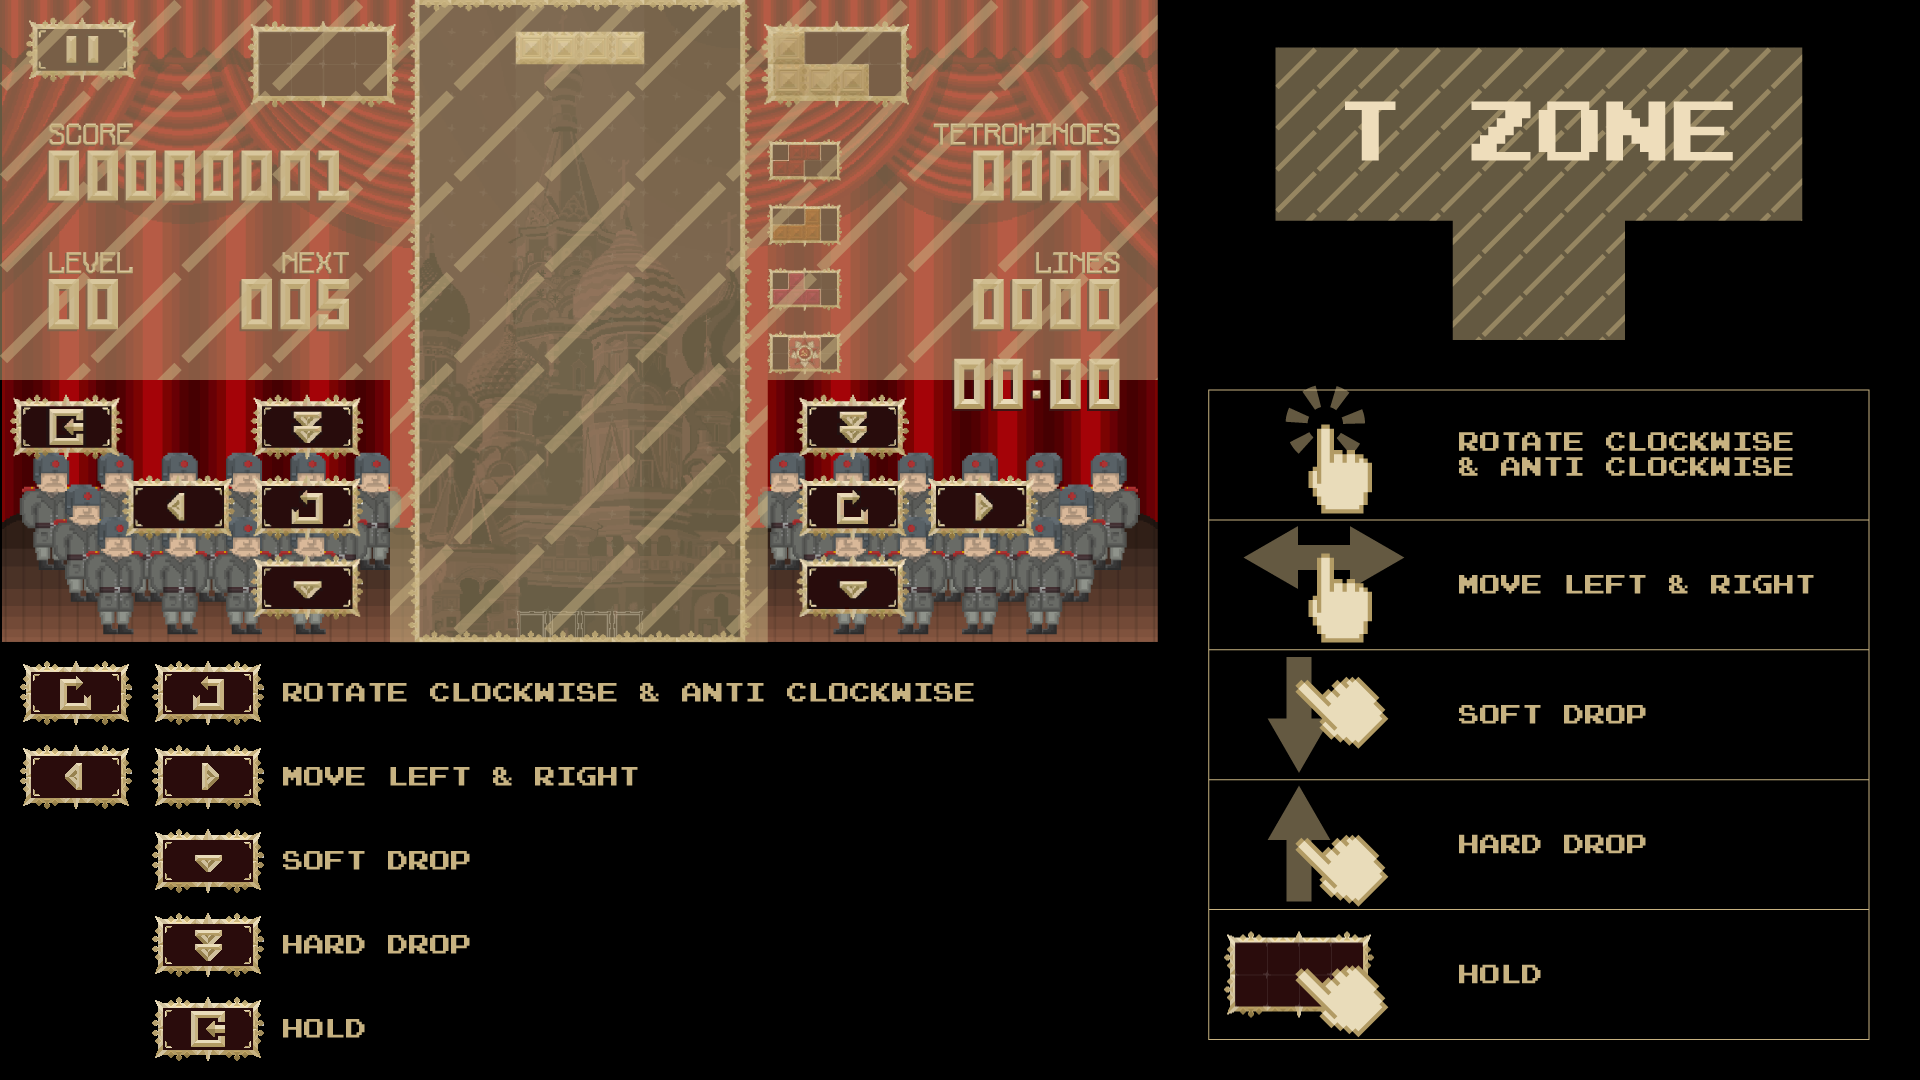 SCORE
00000001
LEVEL
NEXT
00
005
TETROMINOES
0000
LINES
0000
00:00
ROTATE CLOCKWISE & ANTI CLOCKWISE
MOVE LEFT & RIGHT
SOFT DROP
HARD DROP
HOLD
T ZONE
ROTATE CLOCKWISE
& ANTI CLOCKWISE
MOVE LEFT & RIGHT
SOFT DROP
HARD DROP
HOLD